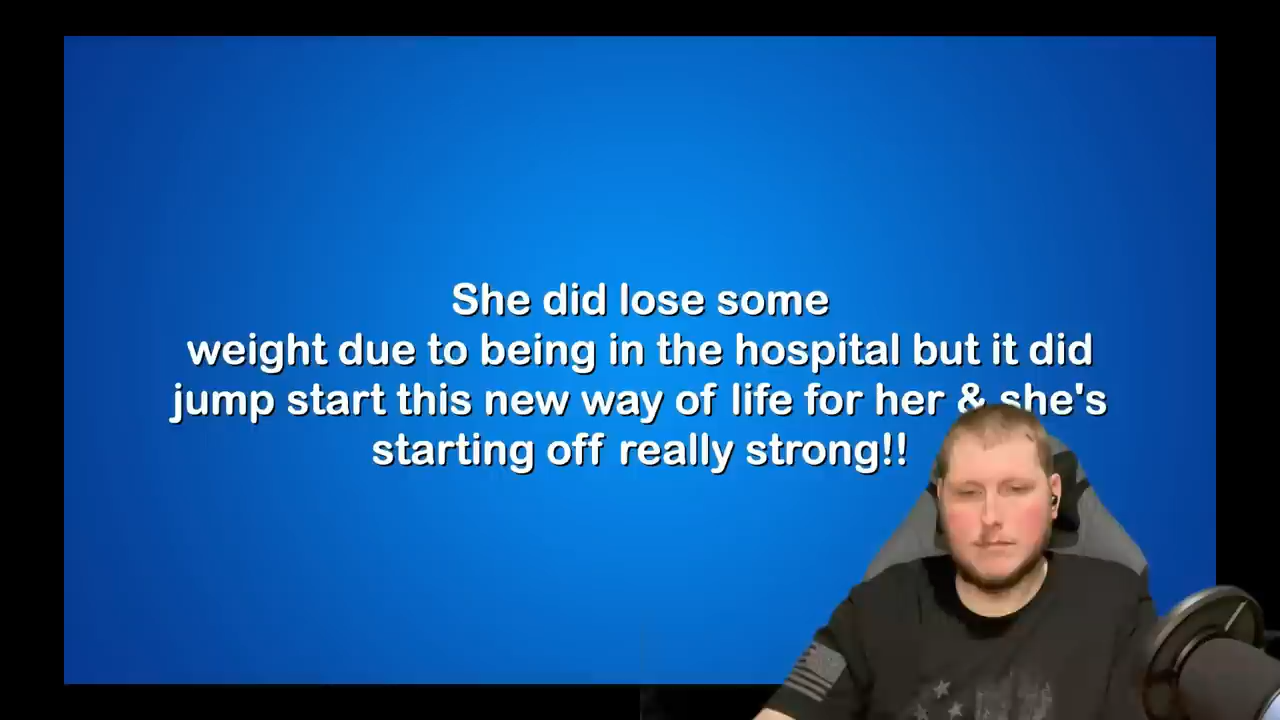 She did lose some
weight due to being in the hospital but it did
jump start this new way of life for her & she's
starting off really strong!!